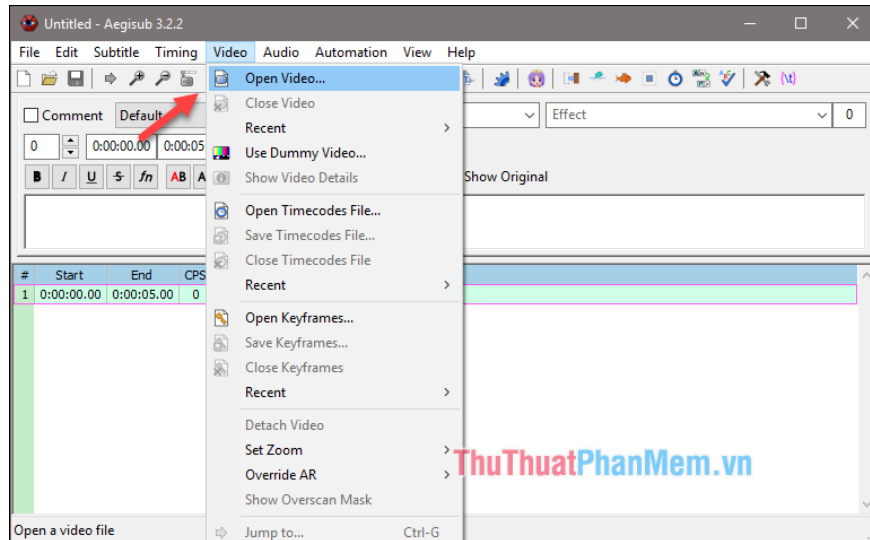 Untitled - Aegisub 3.2.2
File Edit Subtitle Timing Video Audio Automation View Help
Open Video...
Close Video
Recent
Use Dummy Video...
Show Video Details
Open Timecodes File...
Save Timecodes File...
Close Timecodes File
Recent
Open Keyframes...
Save Keyframes...
Close Keyframes
Recent
Detach Video
Set Zoom
Override AR
Show Overscan Mask
Jump to... Ctrl-G
Comment Default Effect 0
0 0:00:00.00 0:00:05
B I U S fn AB A Show Original
# Start End CPS
1 0:00:00.00 0:00:05.00 0
ThuThuatPhanMem.vn
Open a video file